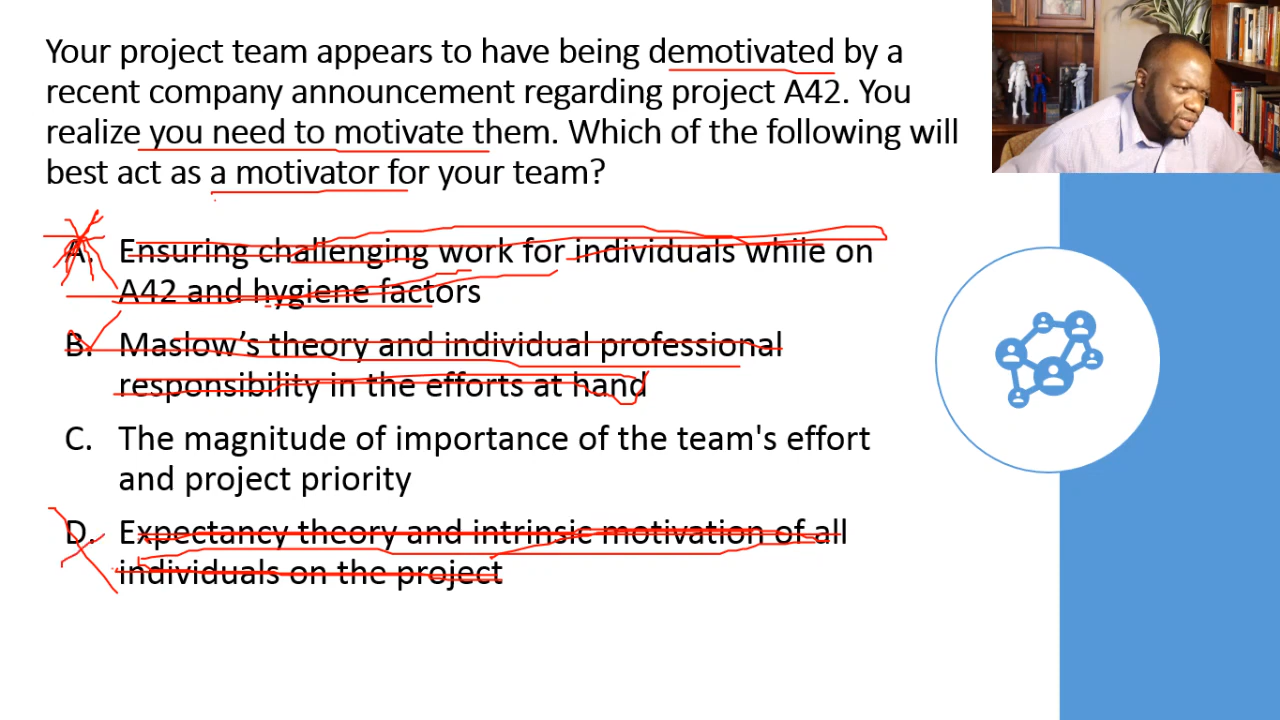 Your project team appears to have being demotivated by a
recent company announcement regarding project A42. You
realize you need to motivate them. Which of the following will
best act as a motivator for your team?
A. Ensuring challenging work for individuals while on
A42 and hygiene factors
B. Maslow's theory and individual professional
responsibility in the efforts at hand
C. The magnitude of importance of the team's effort
and project priority
D. Expectancy theory and intrinsic motivation of all
individuals on the project